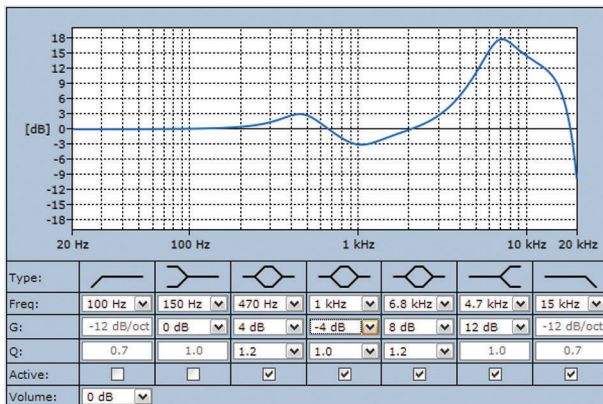 18
15
12
9
6
3
[dB] 0
-3
-6
-9
-12
-15
-18
20 Hz 100 Hz 1 kHz 10 kHz 20 kHz
Type:
Freq: 100 Hz 150 Hz 470 Hz 1 kHz 6.8 kHz 4.7 kHz 15 kHz
G: -12 dB/oct 0 dB 4 dB -4 dB 8 dB 12 dB -12 dB/oct
Q: 0.7 1.0 1.2 1.0 1.2 1.0 0.7
Active:
Volume: 0 dB